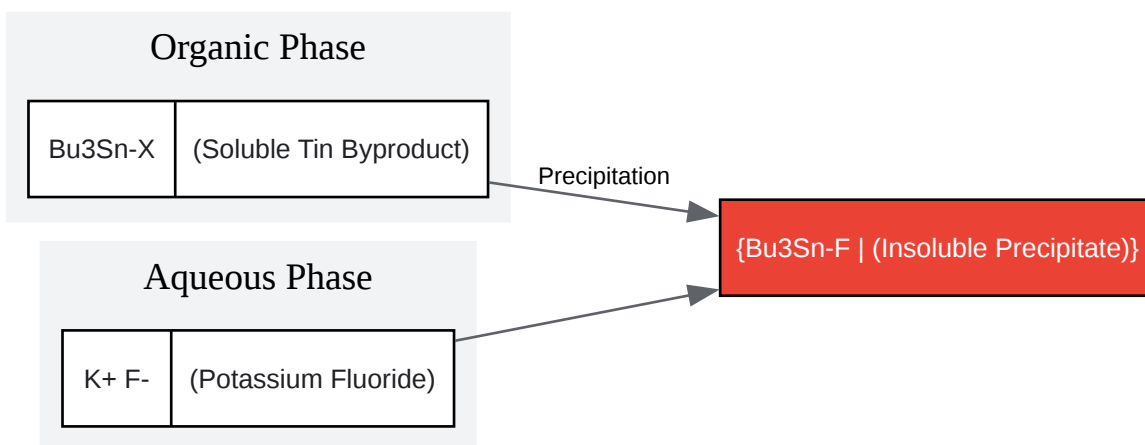 Organic Phase
Bu3Sn-X
(Soluble Tin Byproduct)
Precipitation
{Bu3Sn-F | (Insoluble Precipitate)}
Aqueous Phase
K+ F-
(Potassium Fluoride)